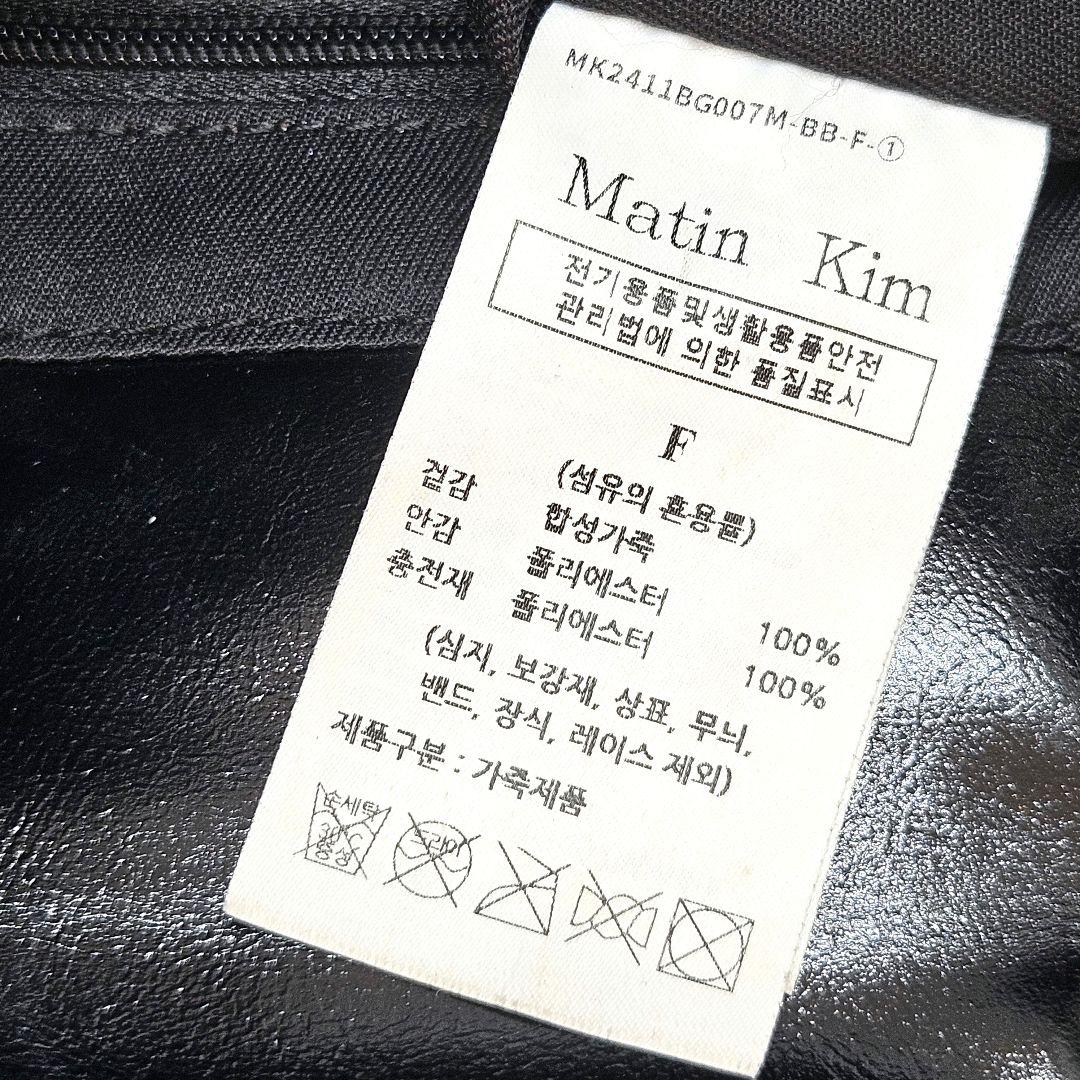 MK2411BG007M-BB-F-①
Matin Kim
전기용품및생활용품안전
관리법에 의한 품질표시
F
(섬유의 혼용률)
겉감 합성가죽
안감 폴리에스터 100%
충전재 폴리에스터 100%
(심지, 보강재, 상표, 무늬,
밴드, 장식, 레이스 제외)
제품구분 : 가죽제품
손세탁
30°C
중성
드라이